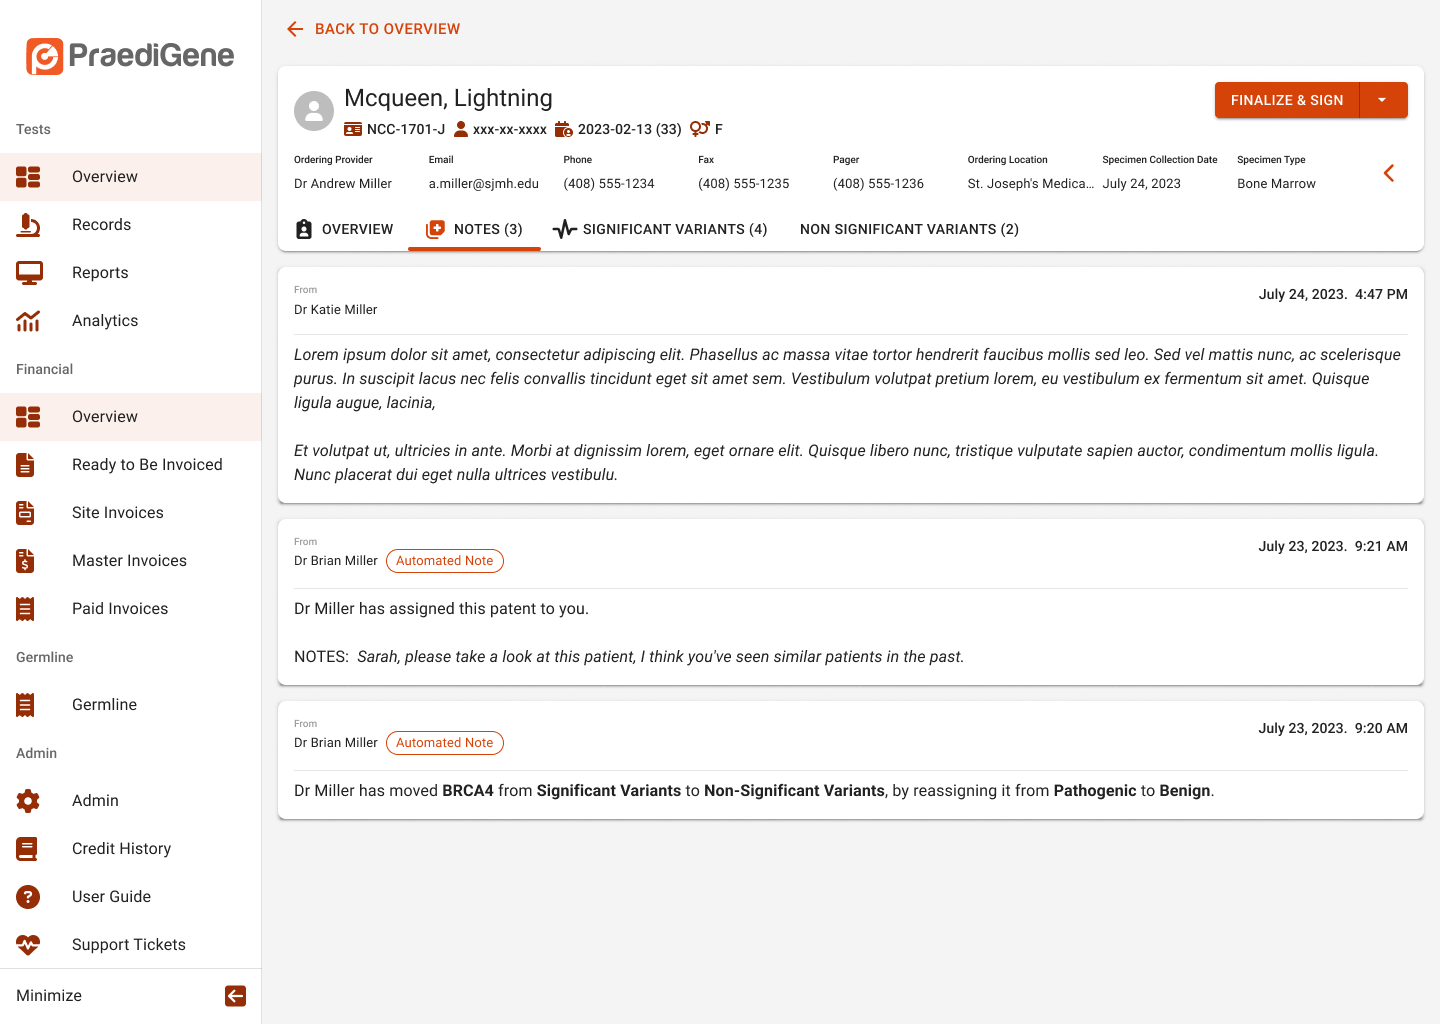 PraediGene
Tests
Overview
Records
Reports
Analytics
Financial
Overview
Ready to Be Invoiced
Site Invoices
Master Invoices
Paid Invoices
Germline
Germline
Admin
Admin
Credit History
User Guide
Support Tickets
Minimize
BACK TO OVERVIEW
Mcqueen, Lightning
NCC-1701-J xxx-xx-xxxx 2023-02-13 (33) F
FINALIZE & SIGN
Ordering Provider Email Phone Fax Pager Ordering Location Specimen Collection Date Specimen Type
Dr Andrew Miller a.miller@sjmh.edu (408) 555-1234 (408) 555-1235 (408) 555-1236 St. Joseph's Medica... July 24, 2023 Bone Marrow
OVERVIEW NOTES (3) SIGNIFICANT VARIANTS (4) NON SIGNIFICANT VARIANTS (2)
From
Dr Katie Miller
July 24, 2023. 4:47 PM
Lorem ipsum dolor sit amet, consectetur adipiscing elit. Phasellus ac massa vitae tortor hendrerit faucibus mollis sed leo. Sed vel mattis nunc, ac scelerisque
purus. In suscipit lacus nec felis convallis tincidunt eget sit amet sem. Vestibulum volutpat pretium lorem, eu vestibulum ex fermentum sit amet. Quisque
ligula augue, lacinia,
Et volutpat ut, ultricies in ante. Morbi at dignissim lorem, eget ornare elit. Quisque libero nunc, tristique vulputate sapien auctor, condimentum mollis ligula.
Nunc placerat dui eget nulla ultrices vestibulu.
From
Dr Brian Miller Automated Note
July 23, 2023. 9:21 AM
Dr Miller has assigned this patent to you.
NOTES: Sarah, please take a look at this patient, I think you've seen similar patients in the past.
From
Dr Brian Miller Automated Note
July 23, 2023. 9:20 AM
Dr Miller has moved BRCA4 from Significant Variants to Non-Significant Variants, by reassigning it from Pathogenic to Benign.